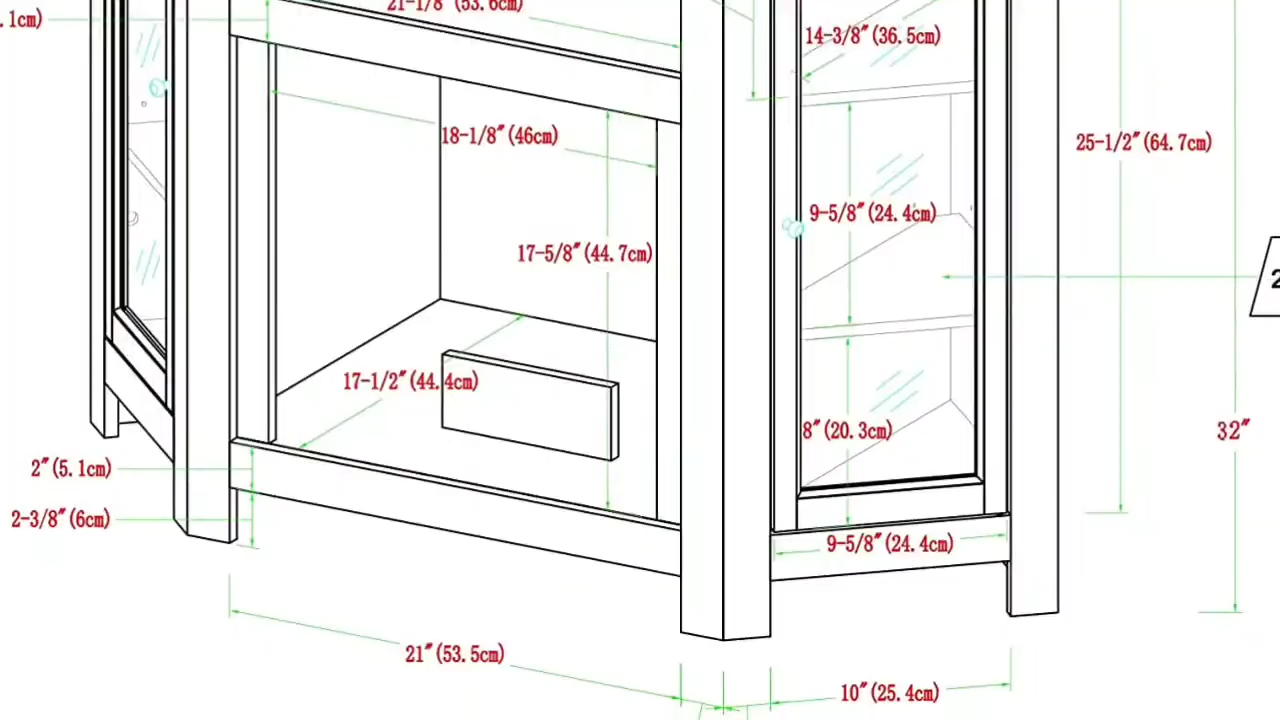 .1cm)
21-1/8″(53.6cm)
14-3/8″(36.5cm)
18-1/8″(46cm)
25-1/2″(64.7cm)
9-5/8″(24.4cm)
17-5/8″(44.7cm)
2
17-1/2″(44.4cm)
8″(20.3cm)
32″
2″(5.1cm)
2-3/8″(6cm)
9-5/8″(24.4cm)
21″(53.5cm)
10″(25.4cm)